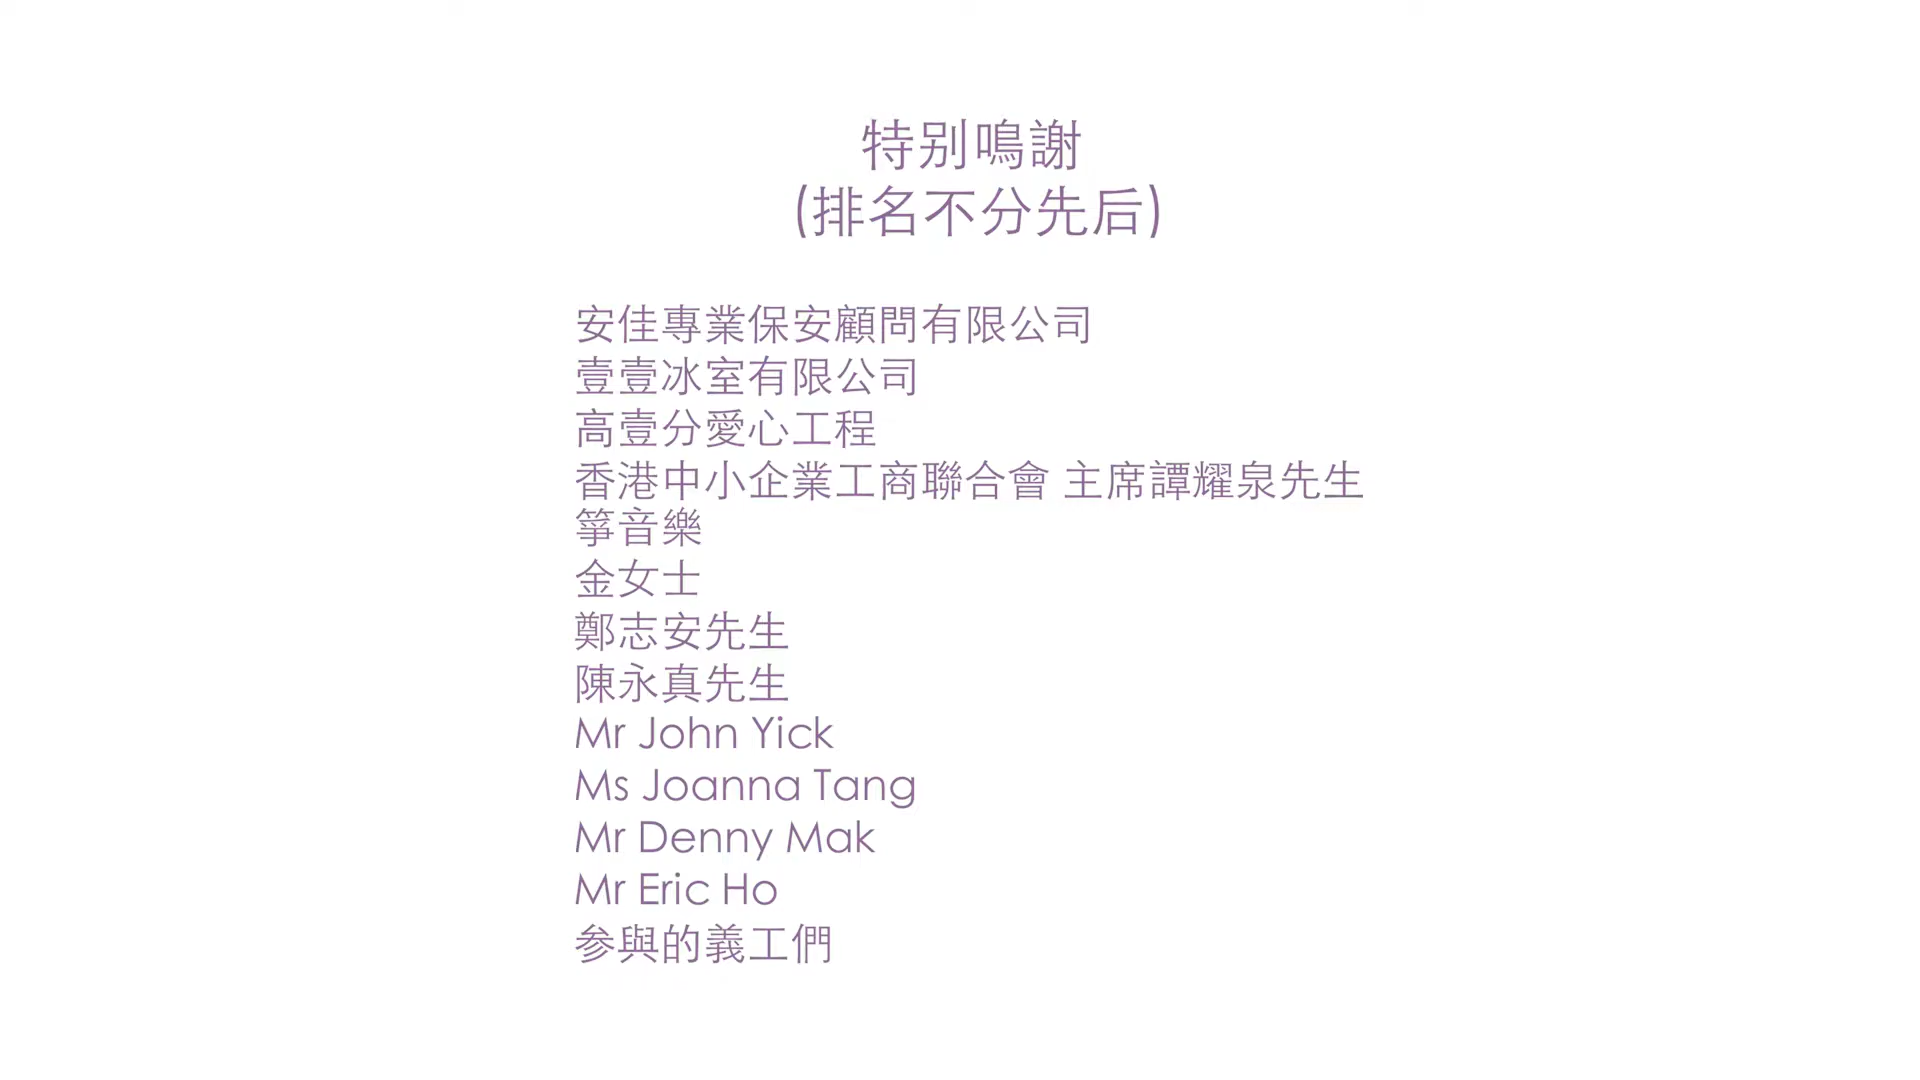 特别鳴謝
(排名不分先后)
安佳專業保安顧問有限公司
壹壹冰室有限公司
高壹分愛心工程
香港中小企業工商聯合會 主席譚耀泉先生
箏音樂
金女士
鄭志安先生
陳永真先生
Mr John Yick
Ms Joanna Tang
Mr Denny Mak
Mr Eric Ho
参與的義工們